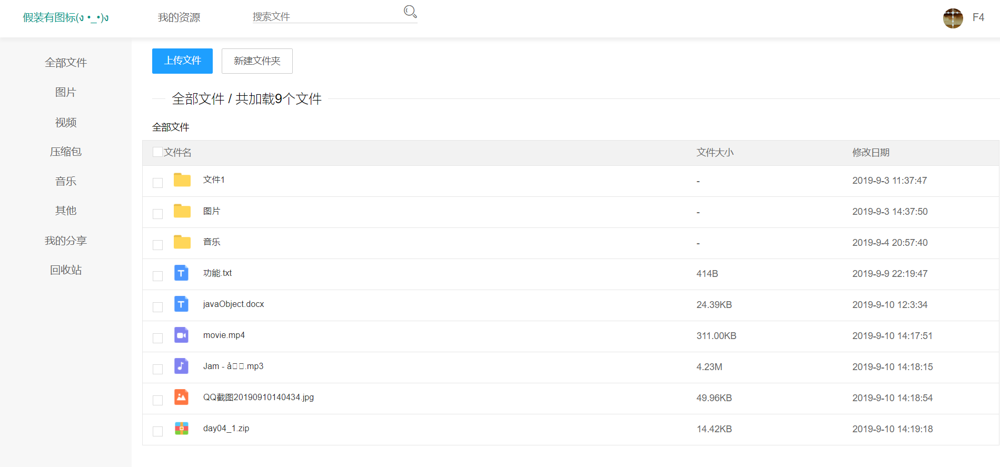 假装有图标(ง •_•)ง 我的资源 搜索文件 F4
全部文件
图片
视频
压缩包
音乐
其他
我的分享
回收站
上传文件 新建文件夹
全部文件 / 共加载9个文件
全部文件
文件名 文件大小 修改日期
文件1 - 2019-9-3 11:37:47
图片 - 2019-9-3 14:37:50
音乐 - 2019-9-4 20:57:40
功能.txt 414B 2019-9-9 22:19:47
javaObject.docx 24.39KB 2019-9-10 12:3:34
movie.mp4 311.00KB 2019-9-10 14:17:51
Jam - å.mp3 4.23M 2019-9-10 14:18:15
QQ截图20190910140434.jpg 49.96KB 2019-9-10 14:18:54
day04_1.zip 14.42KB 2019-9-10 14:19:18